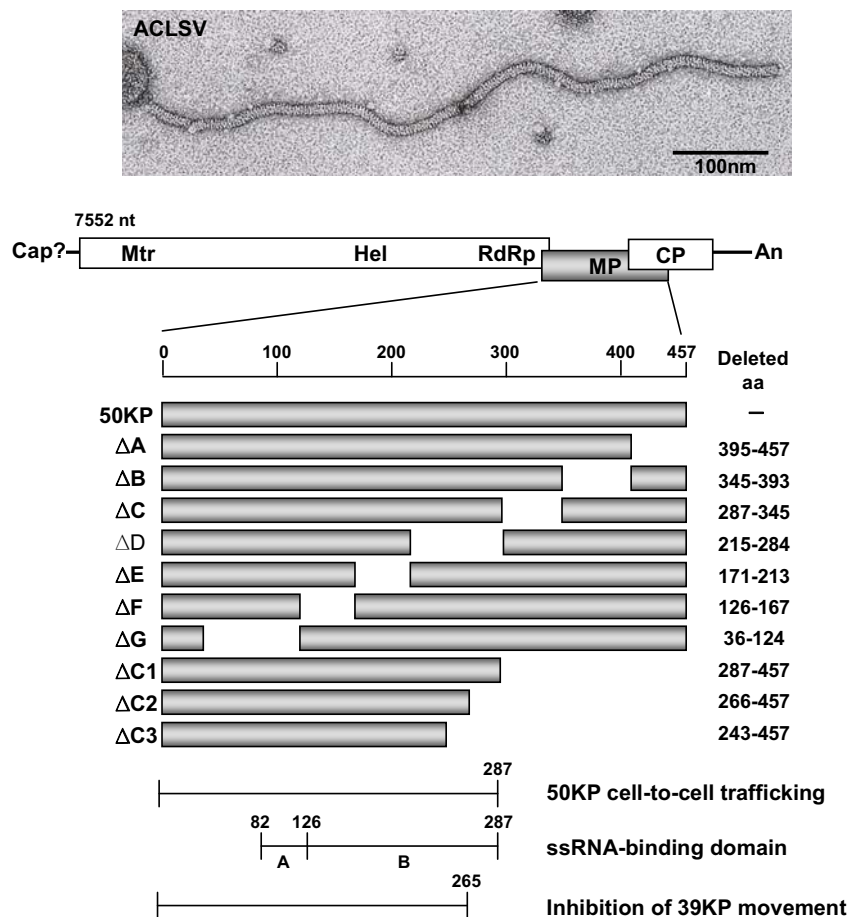 ACLSV
100nm
7552 nt
Cap? Mtr Hel RdRp MP CP An
0 100 200 300 400 457 Deleted
aa
50KP –
ΔA 395-457
ΔB 345-393
ΔC 287-345
ΔD 215-284
ΔE 171-213
ΔF 126-167
ΔG 36-124
ΔC1 287-457
ΔC2 266-457
ΔC3 243-457
287
50KP cell-to-cell trafficking
82 126 287
A B ssRNA-binding domain
265
Inhibition of 39KP movement